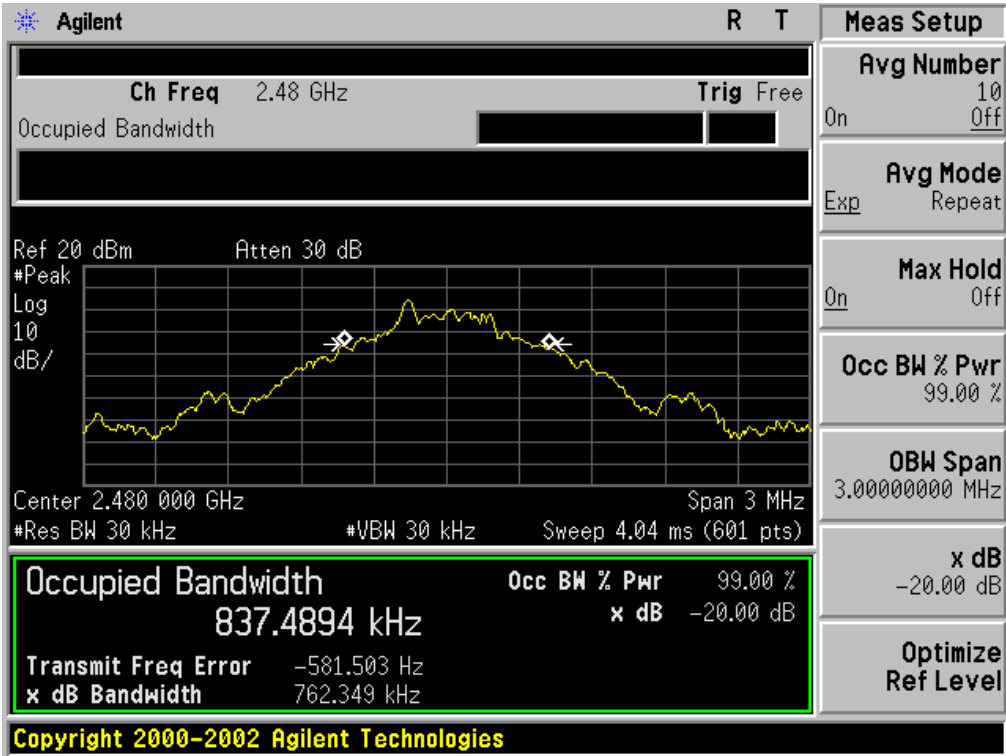 Agilent R T
Ch Freq 2.48 GHz Trig Free
Occupied Bandwidth
Ref 20 dBm Atten 30 dB
#Peak
Log
10
dB/
Center 2.480 000 GHz Span 3 MHz
#Res BW 30 kHz #VBW 30 kHz Sweep 4.04 ms (601 pts)
Occupied Bandwidth
837.4894 kHz
Occ BW % Pwr 99.00 %
x dB -20.00 dB
Transmit Freq Error -581.503 Hz
x dB Bandwidth 762.349 kHz
Meas Setup
Avg Number
10
On Off
Avg Mode
Exp Repeat
Max Hold
On Off
Occ BW % Pwr
99.00 %
OBW Span
3.00000000 MHz
x dB
-20.00 dB
Optimize
Ref Level
Copyright 2000-2002 Agilent Technologies